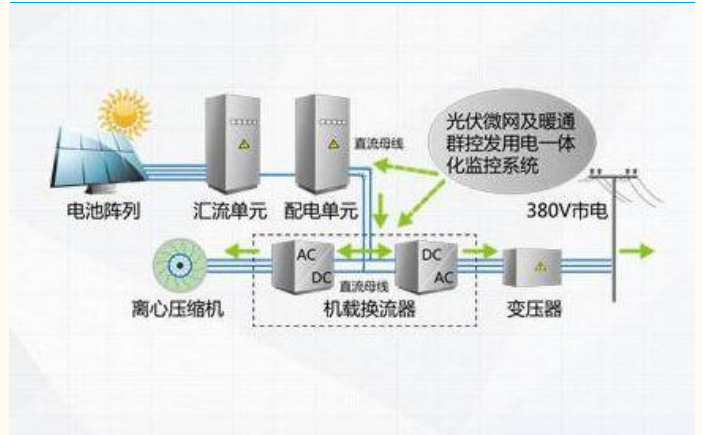 光伏微网及暖通
群控发用电一体
化监控系统
直流母线
电池阵列
汇流单元
配电单元
380V市电
AC
DC
DC
AC
直流母线
离心压缩机
机载换流器
变压器